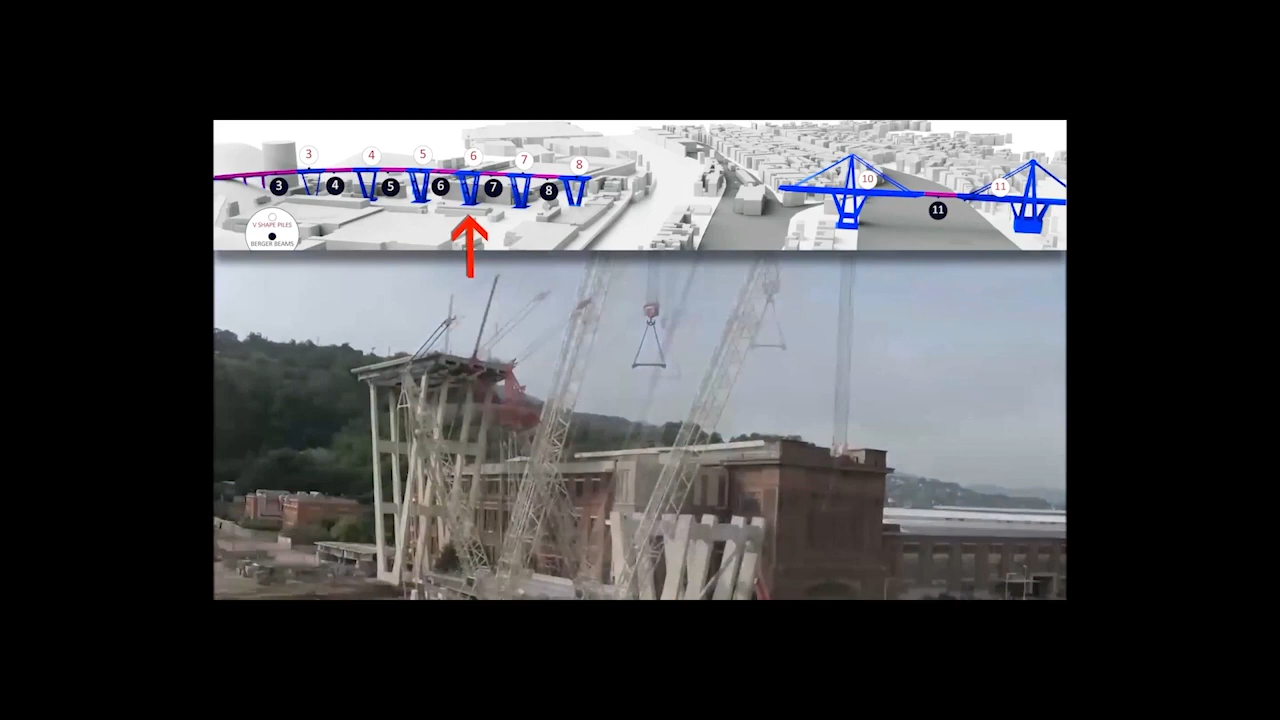 3 4 5 6 7 8 10 11
3 4 5 6 7 8 11
V SHAPE PILES
BERGER BEAMS